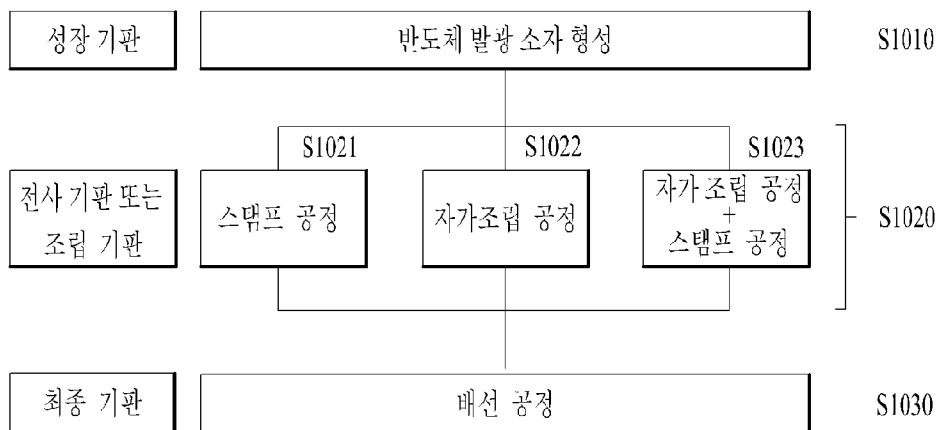 성장 기판
반도체 발광 소자 형성
S1010
S1021
S1022
S1023
전사 기판 또는
조립 기판
스탬프 공정
자가조립 공정
자가 조립 공정
+
스탬프 공정
S1020
최종 기판
배선 공정
S1030